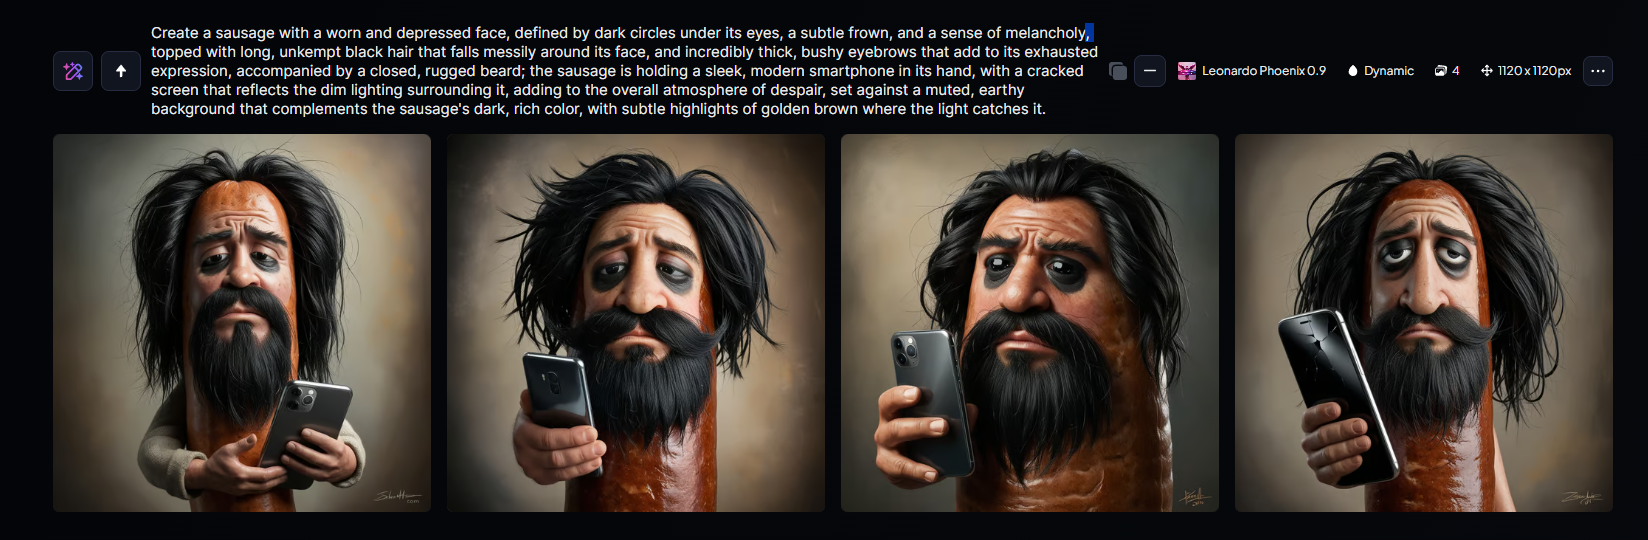 Create a sausage with a worn and depressed face, defined by dark circles under its eyes, a subtle frown, and a sense of melancholy,
topped with long, unkempt black hair that falls messily around its face, and incredibly thick, bushy eyebrows that add to its exhausted
expression, accompanied by a closed, rugged beard; the sausage is holding a sleek, modern smartphone in its hand, with a cracked
screen that reflects the dim lighting surrounding it, adding to the overall atmosphere of despair, set against a muted, earthy
background that complements the sausage's dark, rich color, with subtle highlights of golden brown where the light catches it.
Leonardo Phoenix 0.9 Dynamic 4 1120x1120px